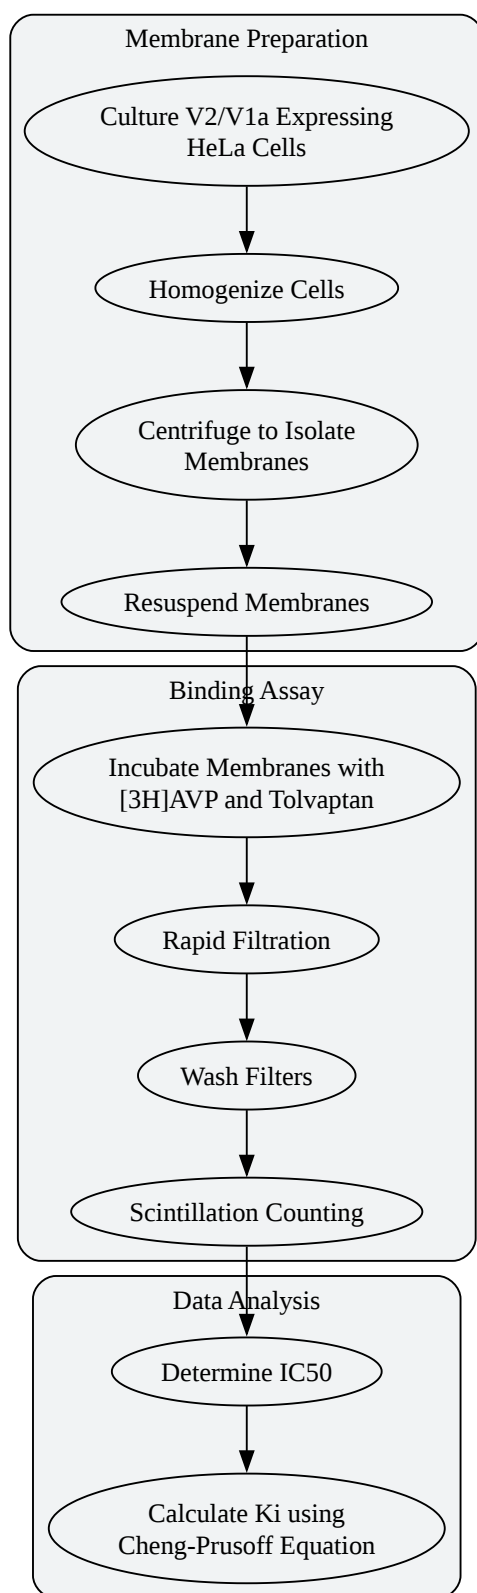 Membrane Preparation
Culture V2/V1a Expressing
HeLa Cells
Homogenize Cells
Centrifuge to Isolate
Membranes
Resuspend Membranes
Binding Assay
Incubate Membranes with
[3H]AVP and Tolvaptan
Rapid Filtration
Wash Filters
Scintillation Counting
Data Analysis
Determine IC50
Calculate Ki using
Cheng-Prusoff Equation